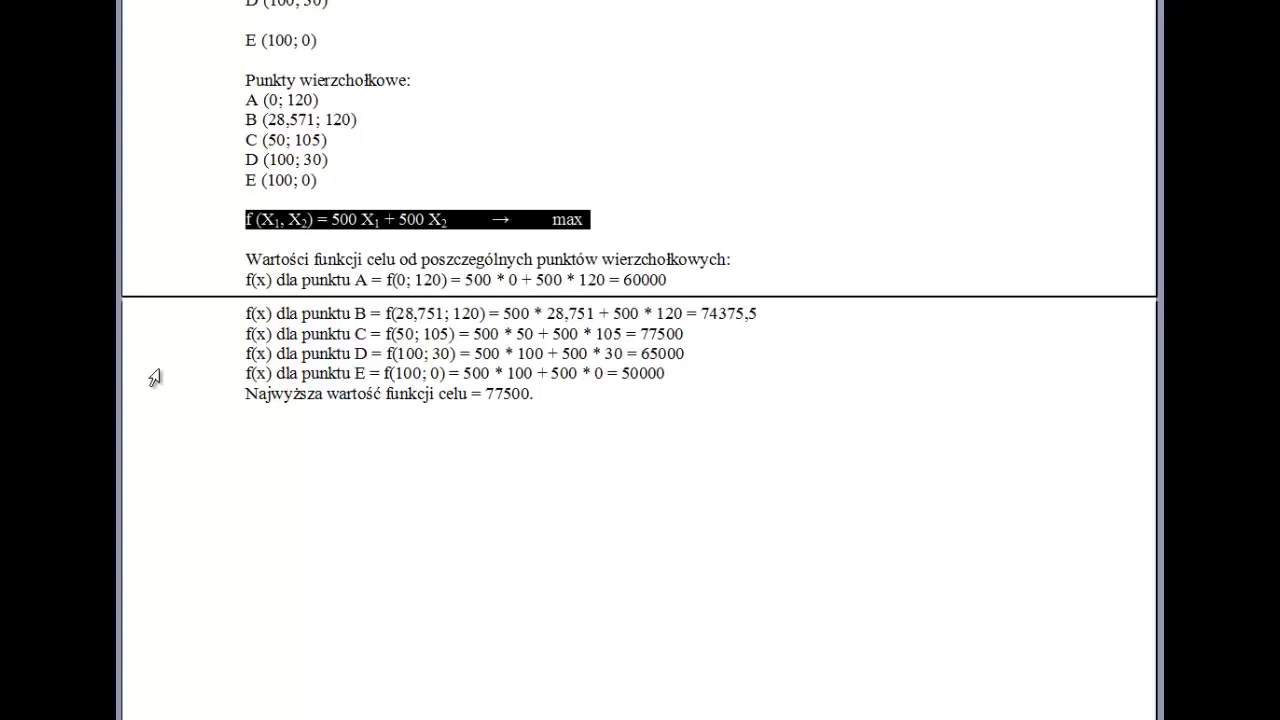 D (100; 30)
E (100; 0)
Punkty wierzchołkowe:
A (0; 120)
B (28,571; 120)
C (50; 105)
D (100; 30)
E (100; 0)
f (X₁, X₂) = 500 X₁ + 500 X₂ → max
Wartości funkcji celu od poszczególnych punktów wierzchołkowych:
f(x) dla punktu A = f(0; 120) = 500 * 0 + 500 * 120 = 60000
f(x) dla punktu B = f(28,751; 120) = 500 * 28,751 + 500 * 120 = 74375,5
f(x) dla punktu C = f(50; 105) = 500 * 50 + 500 * 105 = 77500
f(x) dla punktu D = f(100; 30) = 500 * 100 + 500 * 30 = 65000
f(x) dla punktu E = f(100; 0) = 500 * 100 + 500 * 0 = 50000
Najwyższa wartość funkcji celu = 77500.